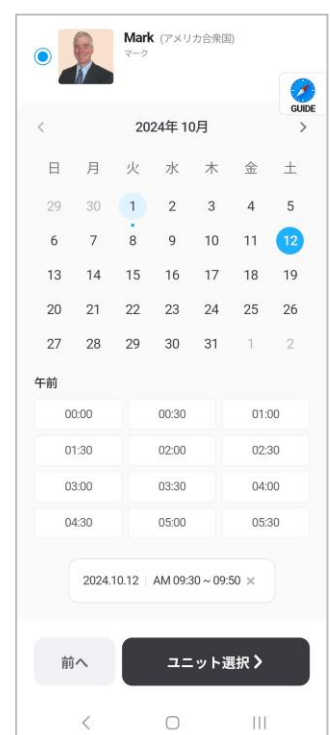 Mark (アメリカ合衆国)
マーク
GUIDE
< 2024年 10月 >
日 月 火 水 木 金 土
29 30 1 2 3 4 5
6 7 8 9 10 11 12
13 14 15 16 17 18 19
20 21 22 23 24 25 26
27 28 29 30 31 1 2
午前
00:00 00:30 01:00
01:30 02:00 02:30
03:00 03:30 04:00
04:30 05:00 05:30
2024.10.12 | AM 09:30 ~ 09:50 ×
前へ ユニット選択 >